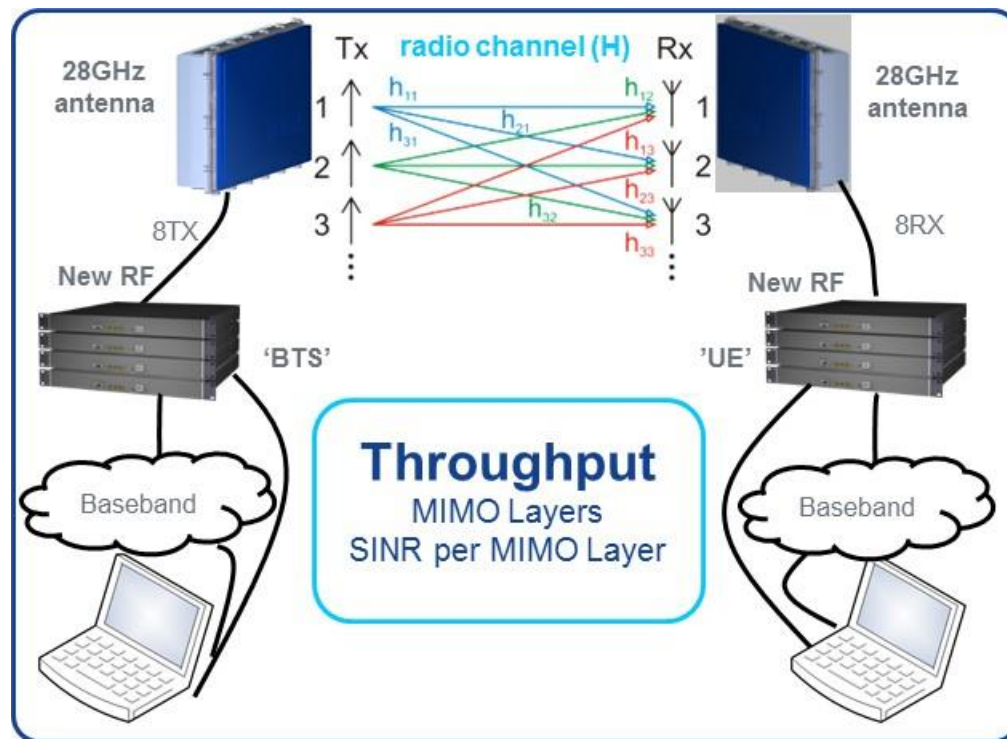 28GHz
antenna
Tx
radio channel (H)
Rx
28GHz
antenna
1
h11
h12
1
h21
h31
h13
2
2
h23
h32
3
3
h33
8TX
8RX
New RF
New RF
‘BTS’
’UE’
Throughput
MIMO Layers
SINR per MIMO Layer
Baseband
Baseband